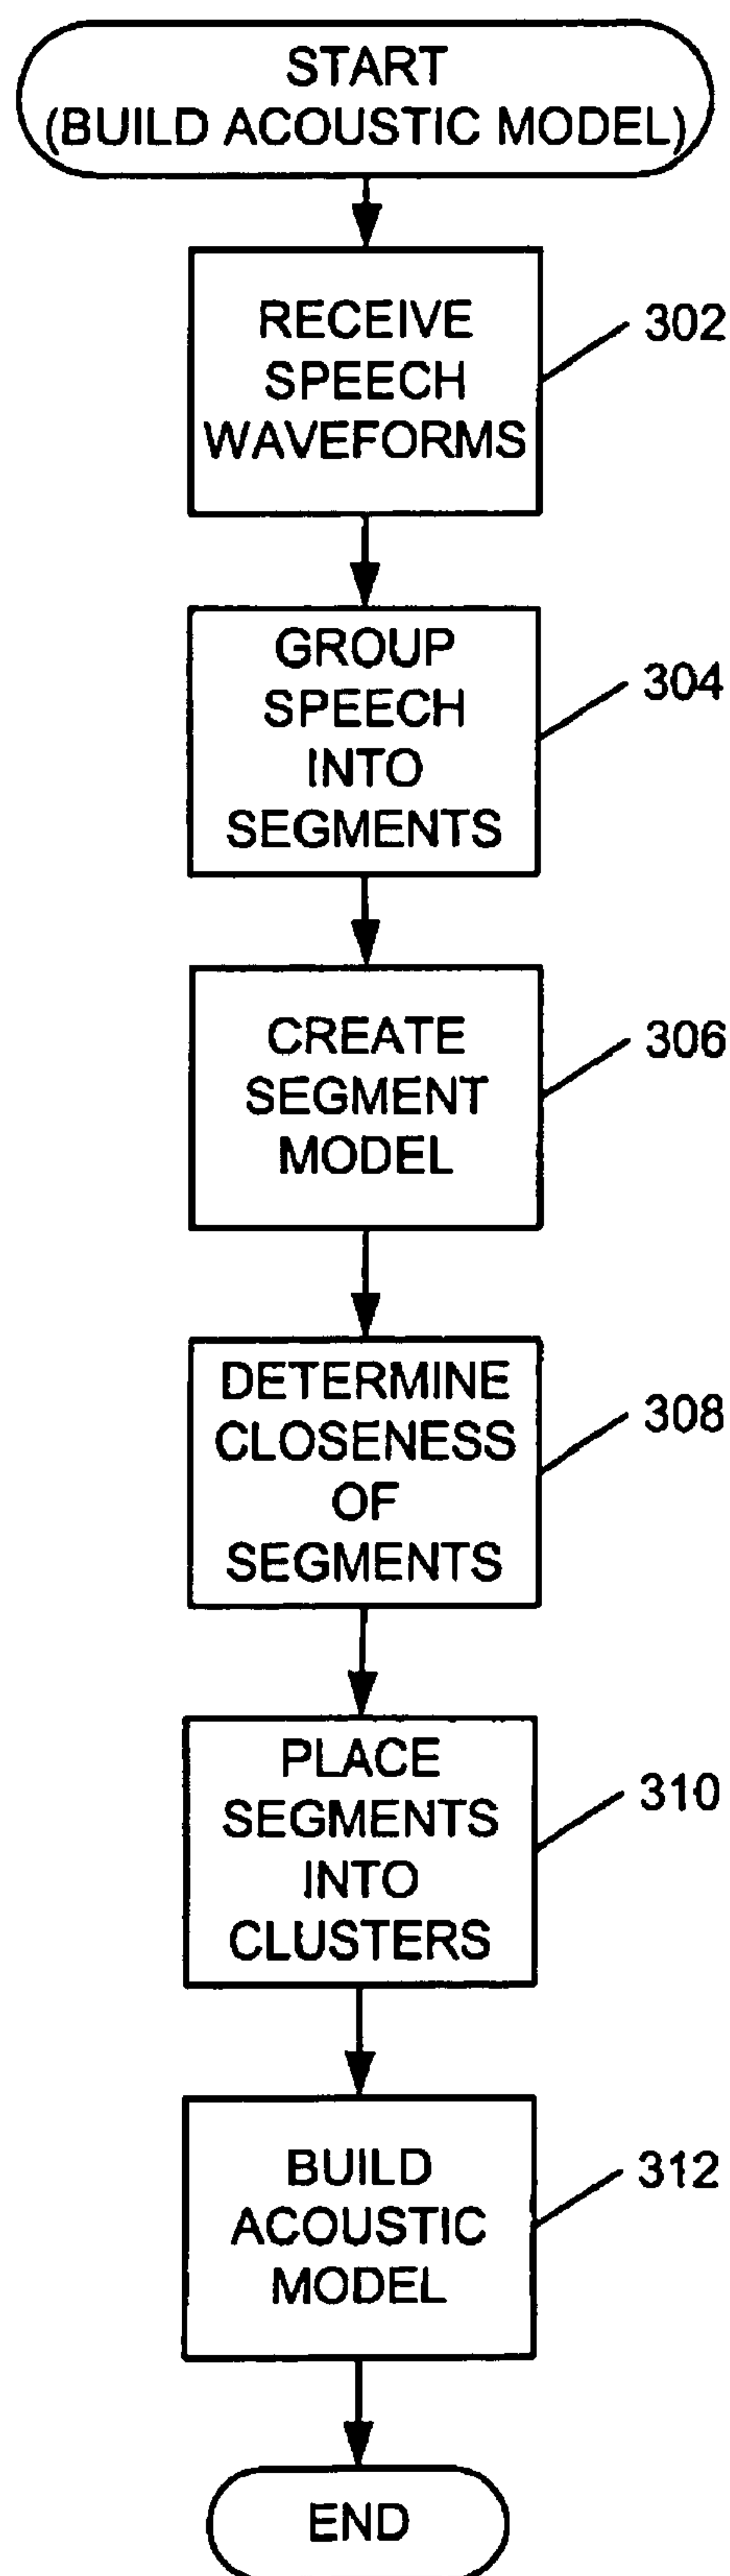 START
(BUILD ACOUSTIC MODEL)
RECEIVE
SPEECH
WAVEFORMS
302
GROUP
SPEECH
INTO
SEGMENTS
304
CREATE
SEGMENT
MODEL
306
DETERMINE
CLOSENESS
OF
SEGMENTS
308
PLACE
SEGMENTS
INTO
CLUSTERS
310
BUILD
ACOUSTIC
MODEL
312
END